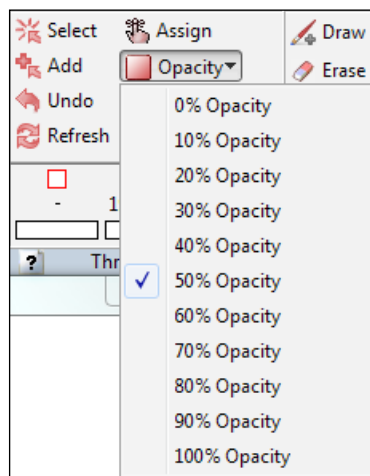 Select Assign Draw
Add Opacity Erase
Undo
Refresh
0% Opacity
10% Opacity
20% Opacity
30% Opacity
40% Opacity
50% Opacity
60% Opacity
70% Opacity
80% Opacity
90% Opacity
100% Opacity
- 1
? Thr